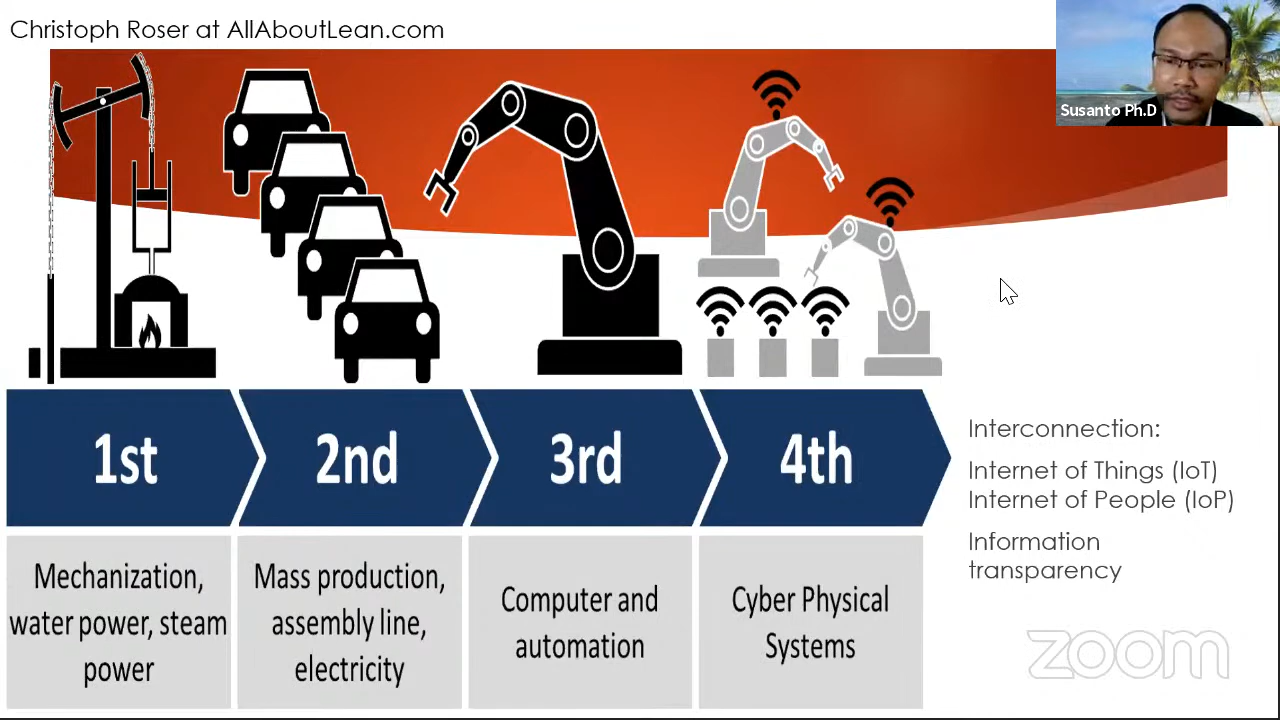 Christoph Roser at AllAboutLean.com
Susanto Ph.D
1st
2nd
3rd
4th
Mechanization,
water power, steam
power
Mass production,
assembly line,
electricity
Computer and
automation
Cyber Physical
Systems
Interconnection:
Internet of Things (IoT)
Internet of People (IoP)
Information
transparency
zoom